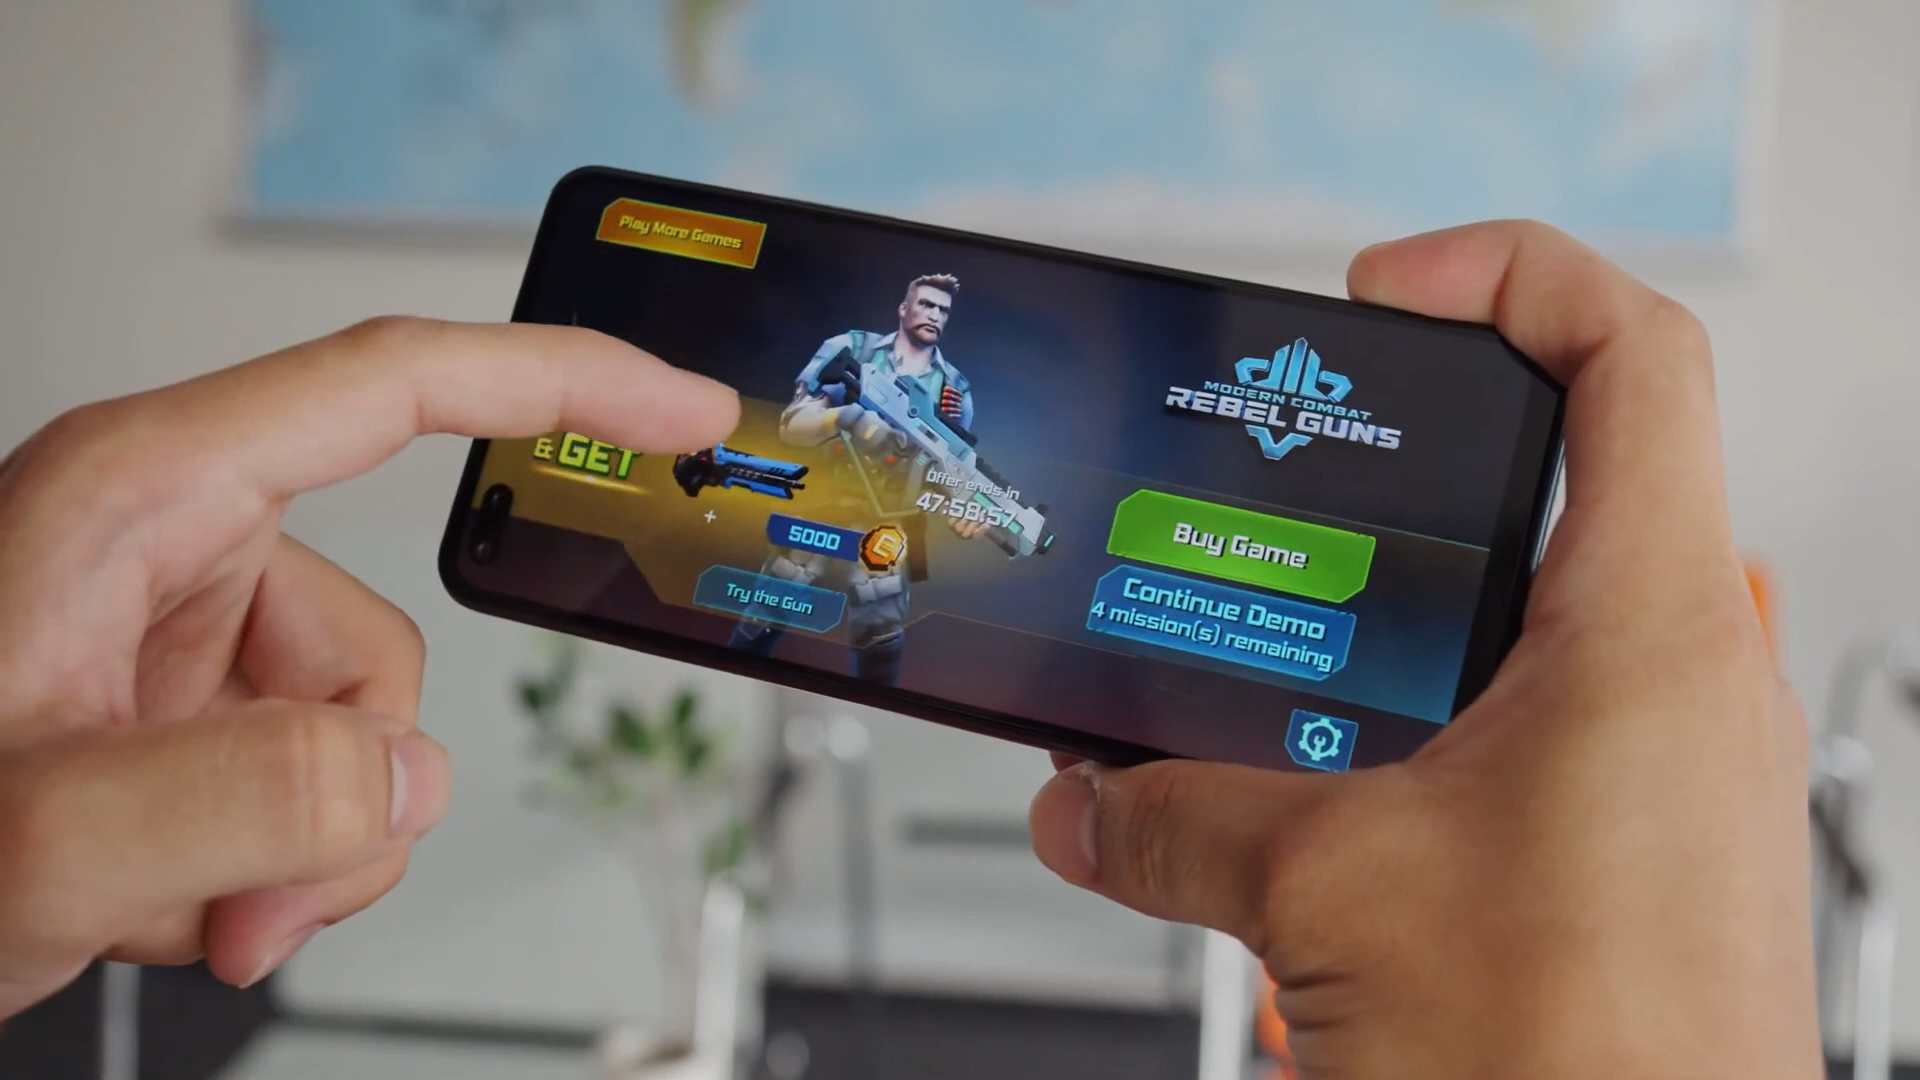 Play More Games
& GET
Offer ends in
47:58:57
+
5000
Try the Gun
MODERN COMBAT
REBEL GUNS
Buy Game
Continue Demo
4 mission(s) remaining